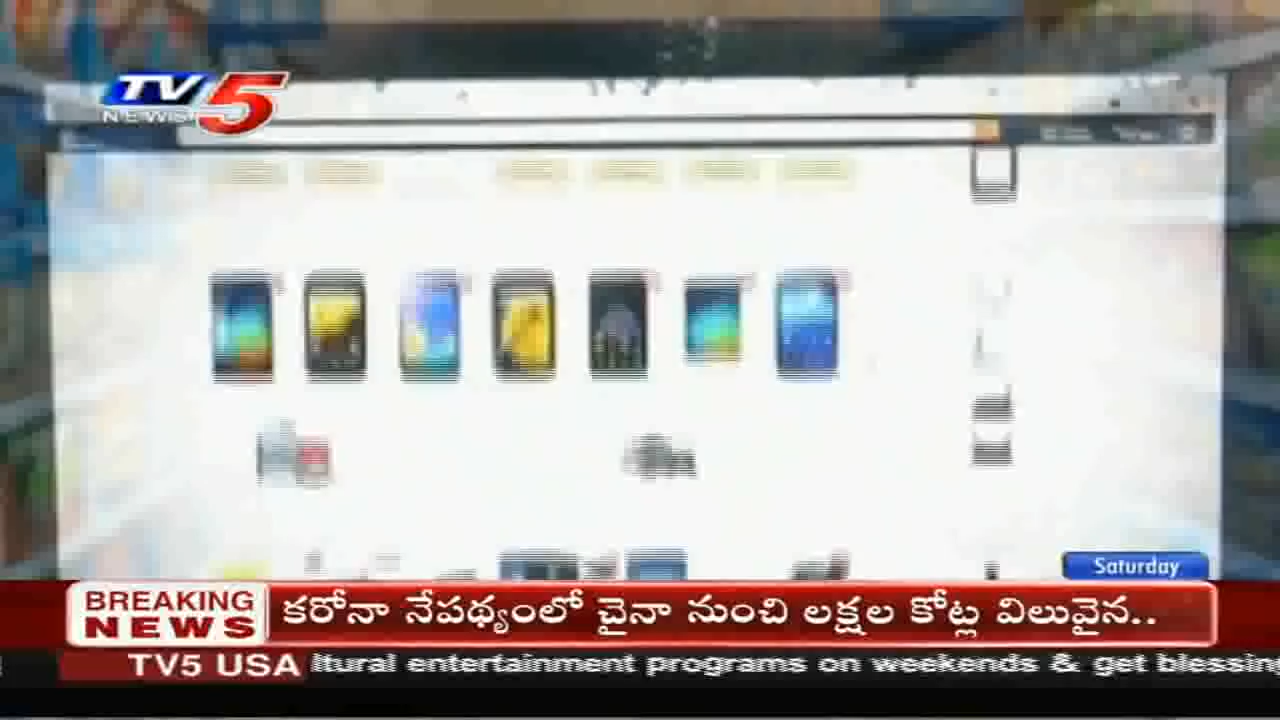 TV5
NEWS
Saturday
BREAKING
NEWS
కరోనా నేపథ్యంలో చైనా నుంచి లక్షల కోట్ల విలువైన..
TV5 USA
ltural entertainment programs on weekends & get blessing